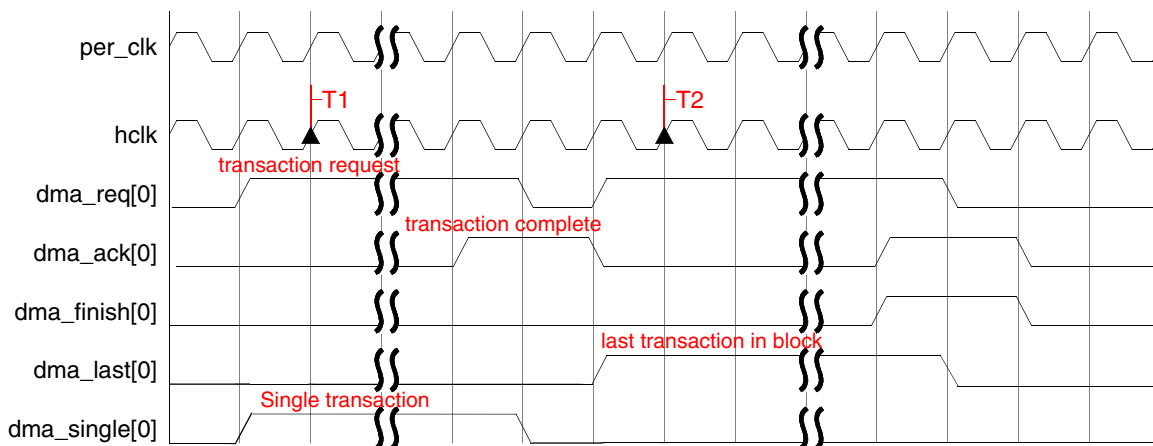 per_clk
T1
T2
hclk
transaction request
dma_req[0]
transaction complete
dma_ack[0]
dma_finish[0]
last transaction in block
dma_last[0]
Single transaction
dma_single[0]